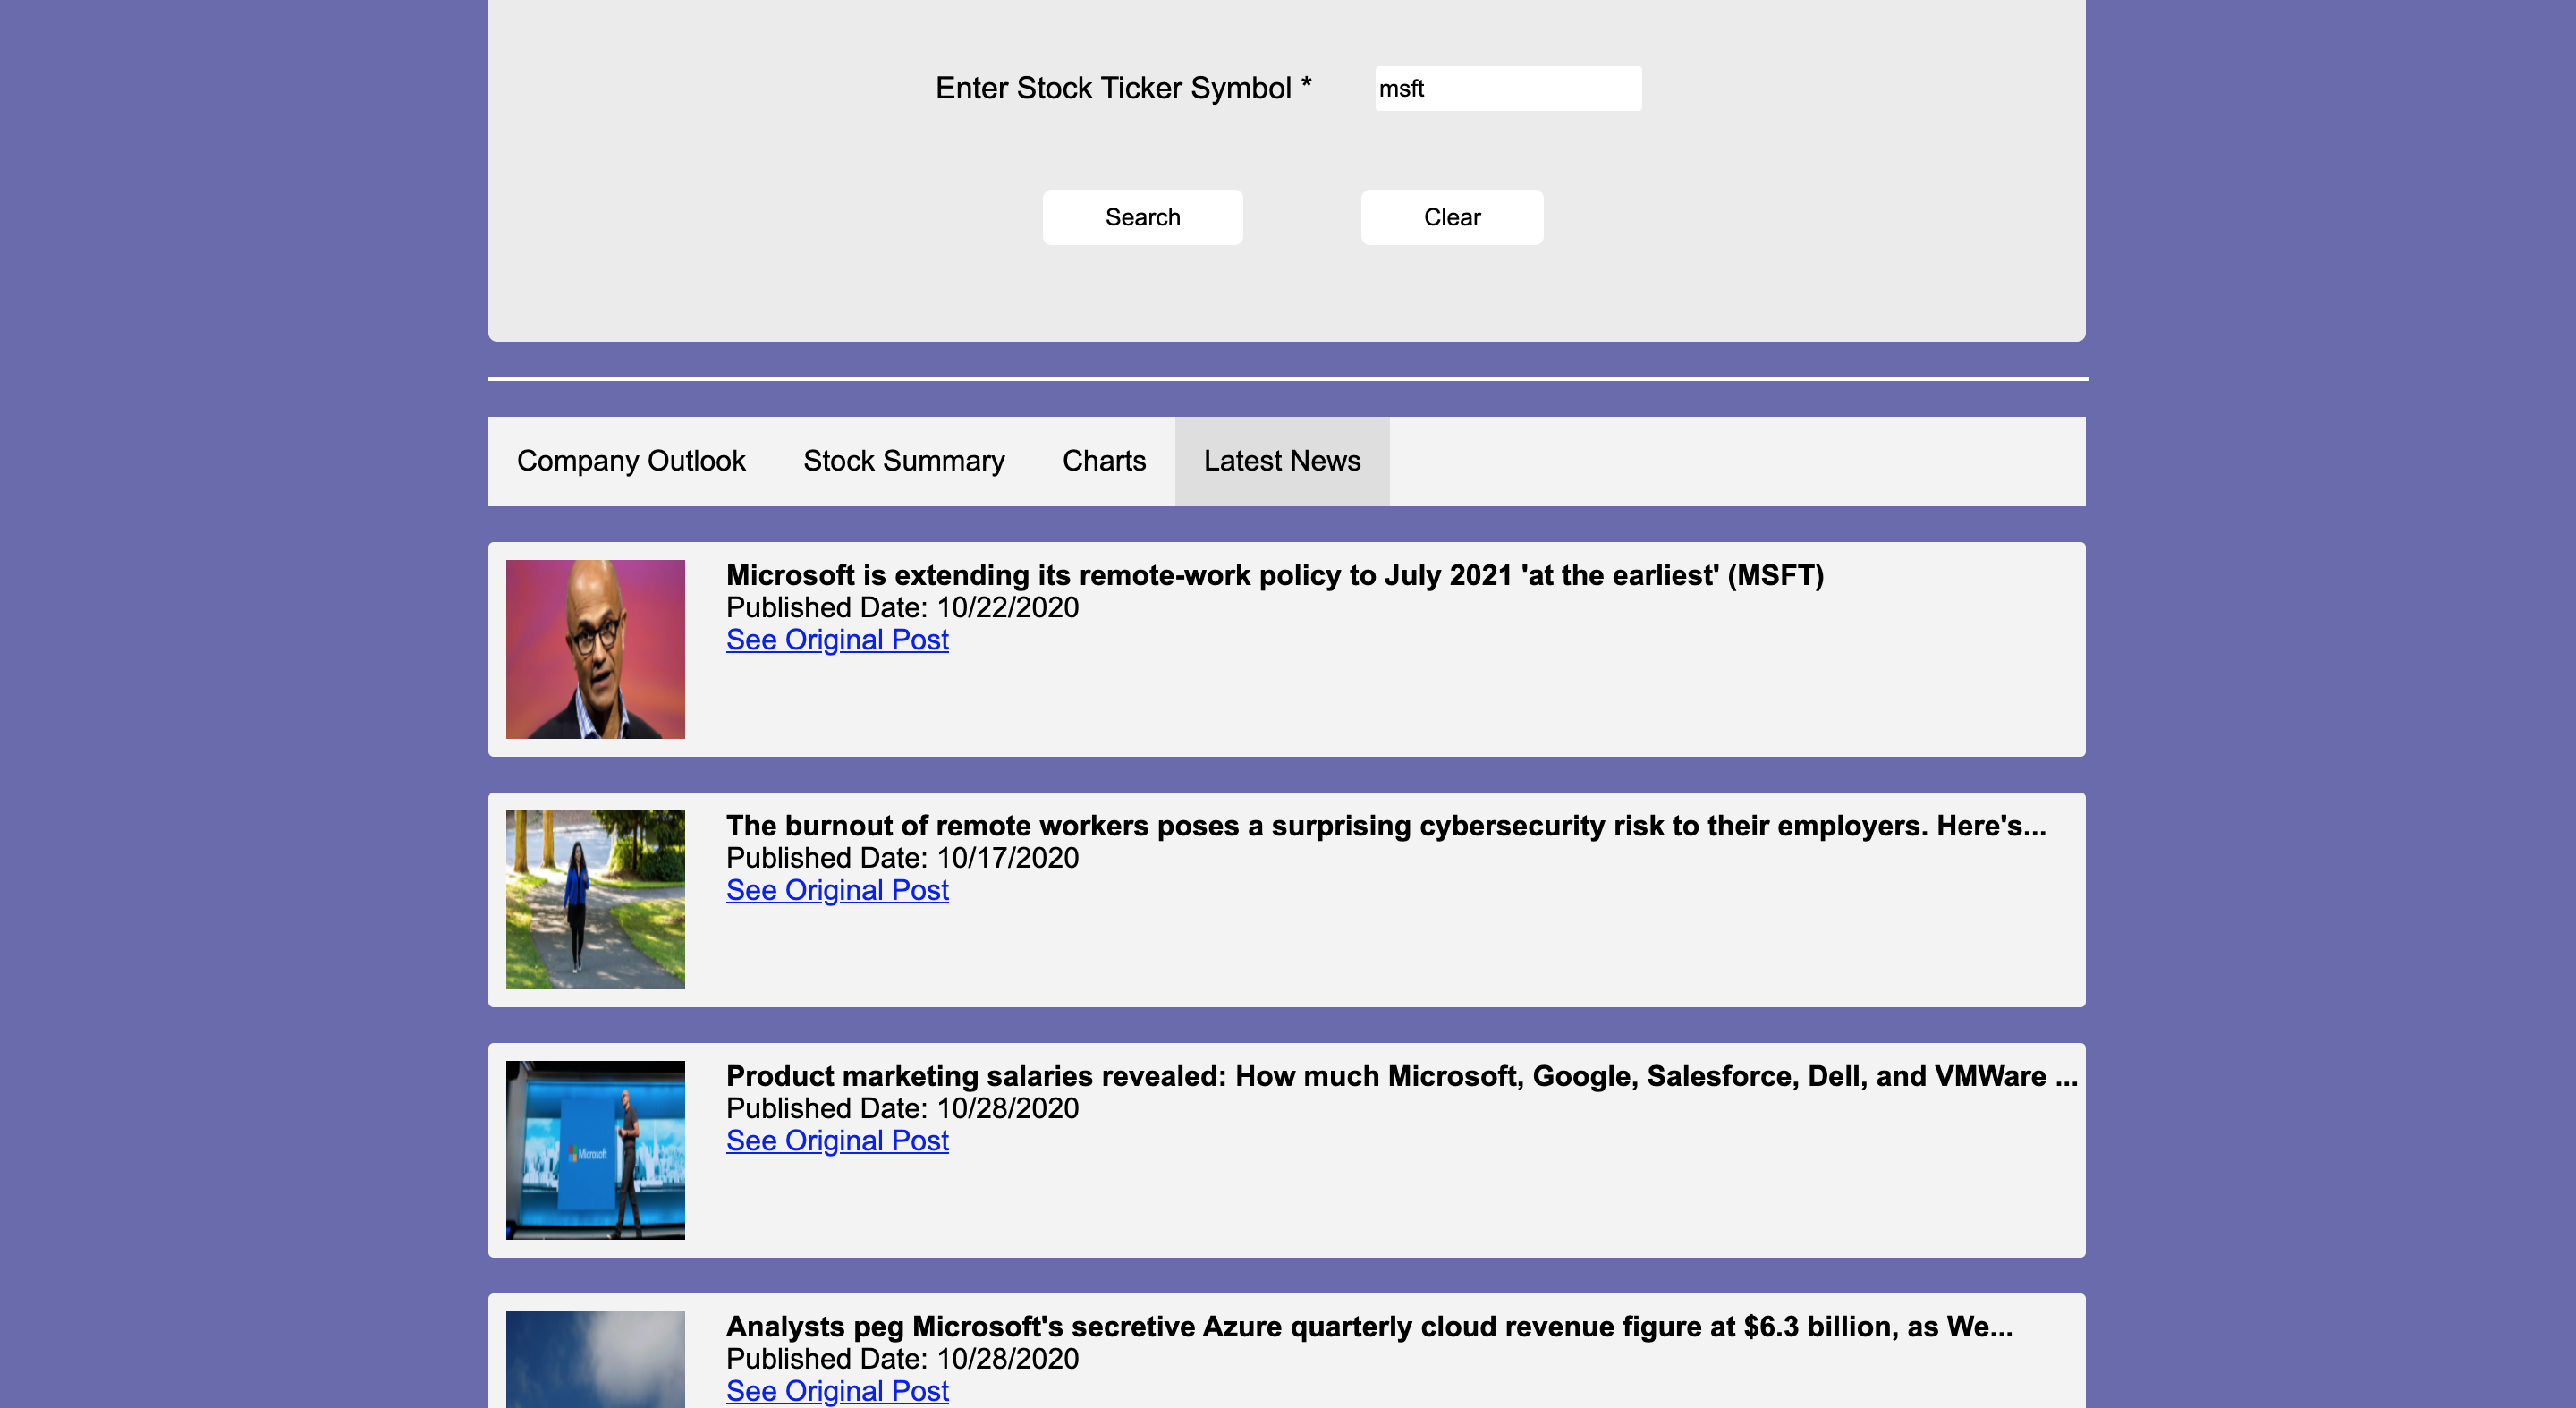 Enter Stock Ticker Symbol * msft
Search Clear
Company Outlook Stock Summary Charts Latest News
Microsoft is extending its remote-work policy to July 2021 'at the earliest' (MSFT)
Published Date: 10/22/2020
See Original Post
The burnout of remote workers poses a surprising cybersecurity risk to their employers. Here's...
Published Date: 10/17/2020
See Original Post
Product marketing salaries revealed: How much Microsoft, Google, Salesforce, Dell, and VMWare ...
Published Date: 10/28/2020
See Original Post
Microsoft
Analysts peg Microsoft's secretive Azure quarterly cloud revenue figure at $6.3 billion, as We...
Published Date: 10/28/2020
See Original Post